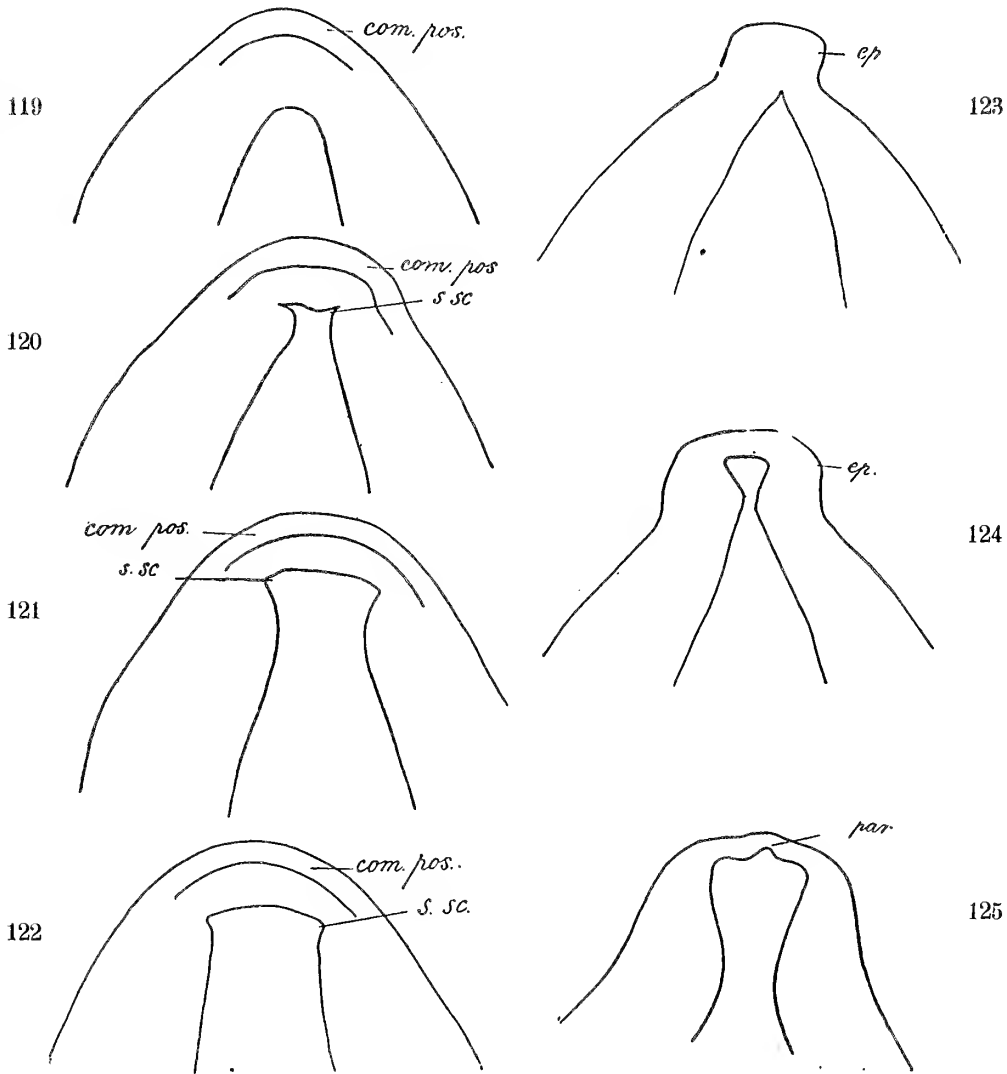 com. pos.
119
com. pos
s sc
120
com pos.
s. sc
121
com. pos.
s. sc.
122
ep
123
ep.
124
par
125